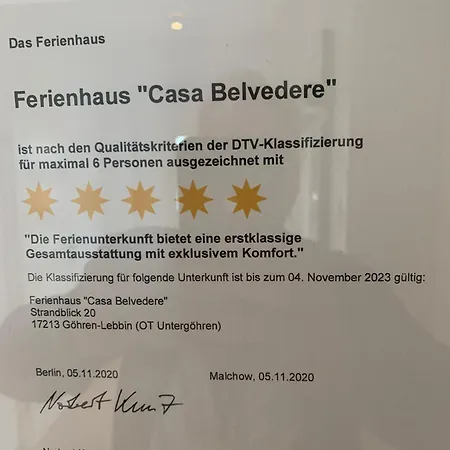 Das Ferienhaus
Ferienhaus "Casa Belvedere"
ist nach den Qualitätskriterien der DTV-Klassifizierung
für maximal 6 Personen ausgezeichnet mit
"Die Ferienunterkunft bietet eine erstklassige
Gesamtausstattung mit exklusivem Komfort."
Die Klassifizierung für folgende Unterkunft ist bis zum 04. November 2023 gültig:
Ferienhaus "Casa Belvedere"
Strandblick 20
17213 Göhren-Lebbin (OT Untergöhren)
Berlin, 05.11.2020 Malchow, 05.11.2020